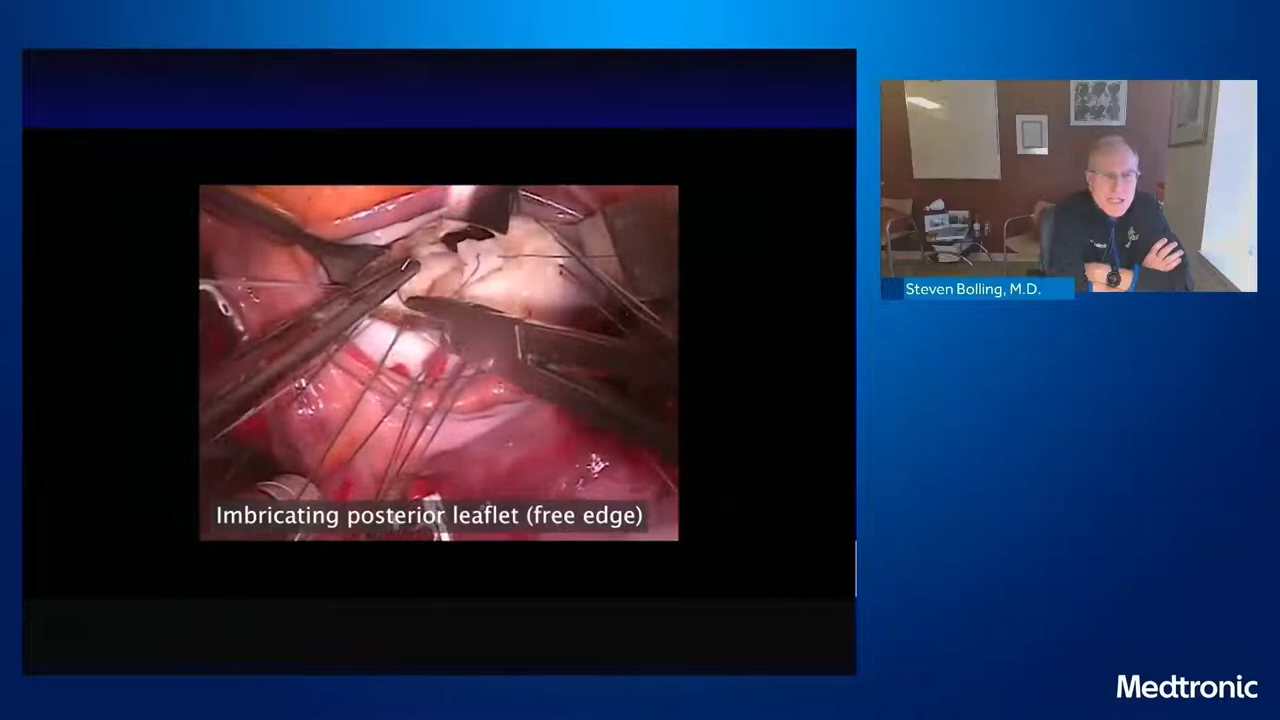 Imbricating posterior leaflet (free edge)
Steven Bolling, M.D.
Medtronic